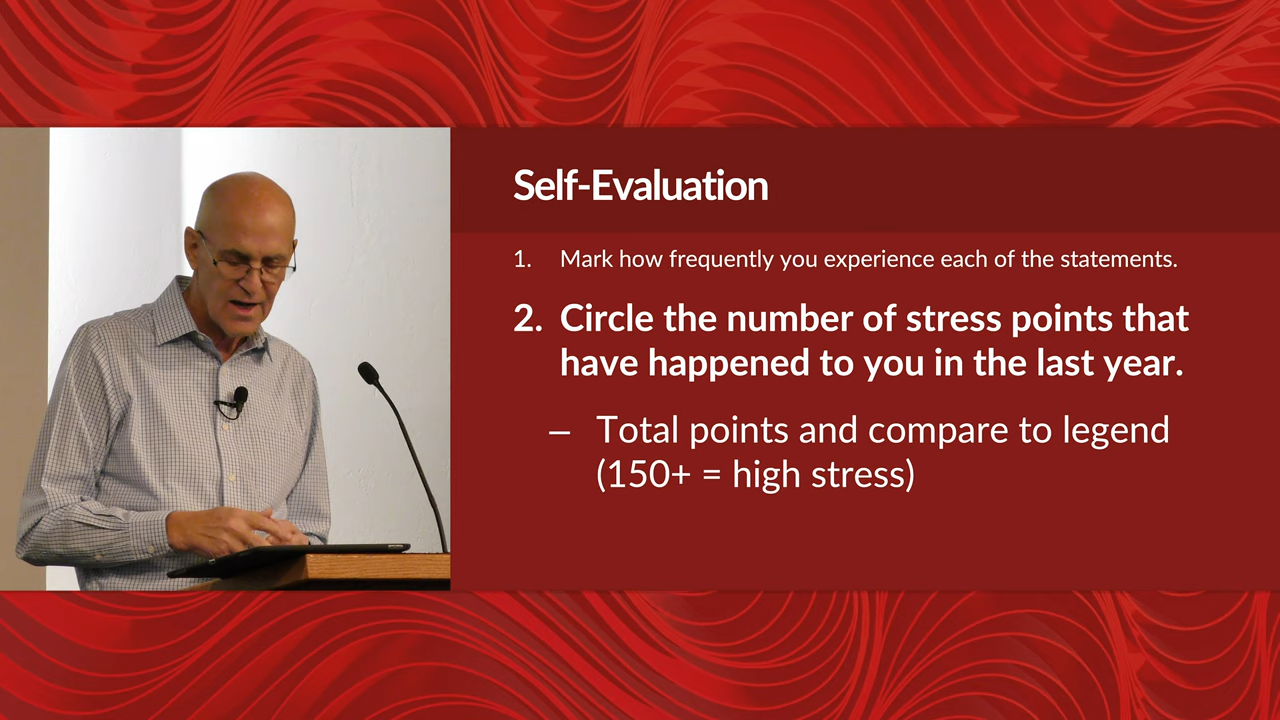 Self-Evaluation
1. Mark how frequently you experience each of the statements.
2. Circle the number of stress points that
have happened to you in the last year.
– Total points and compare to legend
(150+ = high stress)